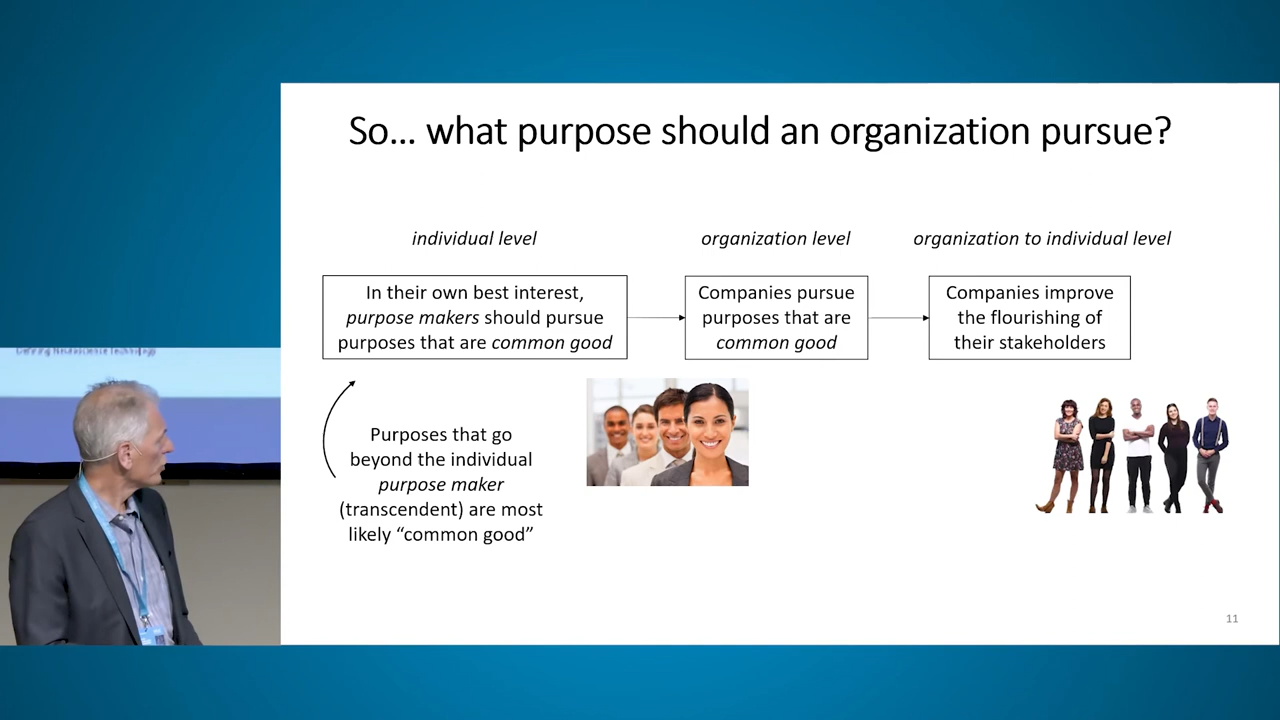 So... what purpose should an organization pursue?
individual level
organization level
organization to individual level
In their own best interest,
purpose makers should pursue
purposes that are common good
Companies pursue
purposes that are
common good
Companies improve
the flourishing of
their stakeholders
Purposes that go
beyond the individual
purpose maker
(transcendent) are most
likely “common good”
11